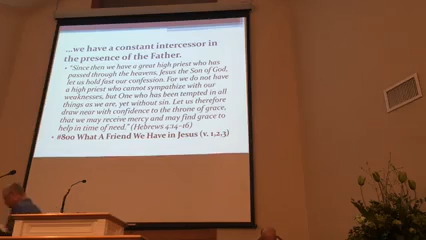 ...we have a constant intercessor in
the presence of the Father.
• "Since then we have a great high priest who has
passed through the heavens, Jesus the Son of God,
let us hold fast our confession. For we do not have
a high priest who cannot sympathize with our
weaknesses, but One who has been tempted in all
things as we are, yet without sin. Let us therefore
draw near with confidence to the throne of grace,
that we may receive mercy and may find grace to
help in time of need." (Hebrews 4:14-16)
• #800 What A Friend We Have in Jesus (v. 1,2,3)